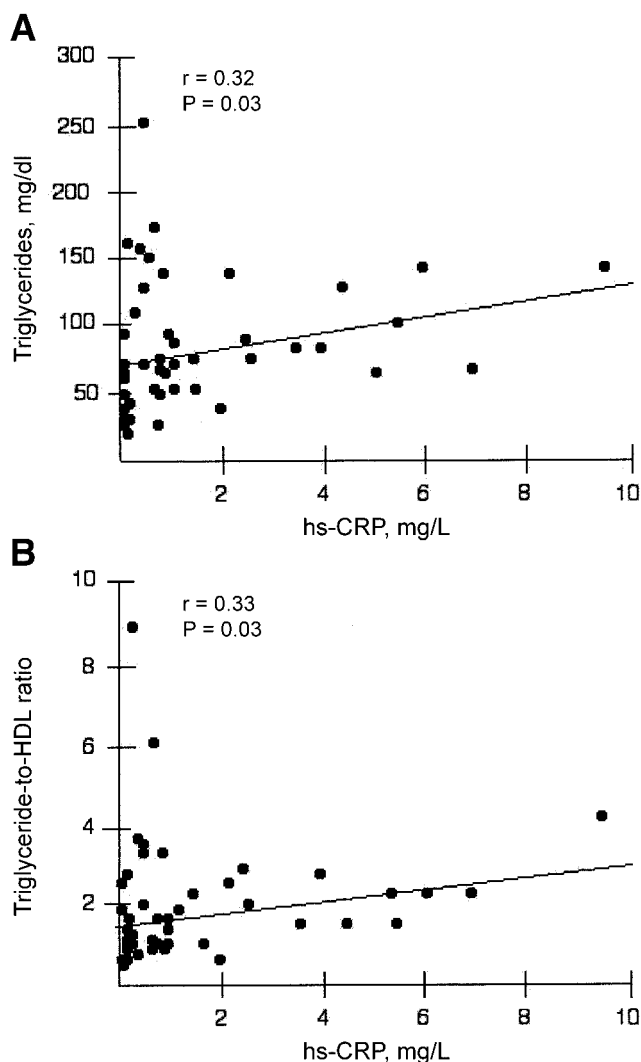 A
300
r = 0.32
P = 0.03
250
200
150
100
50
Triglycerides, mg/dl
2 4 6 8 10
hs-CRP, mg/L
B
10
r = 0.33
P = 0.03
8
6
4
2
Triglyceride-to-HDL ratio
2 4 6 8 10
hs-CRP, mg/L